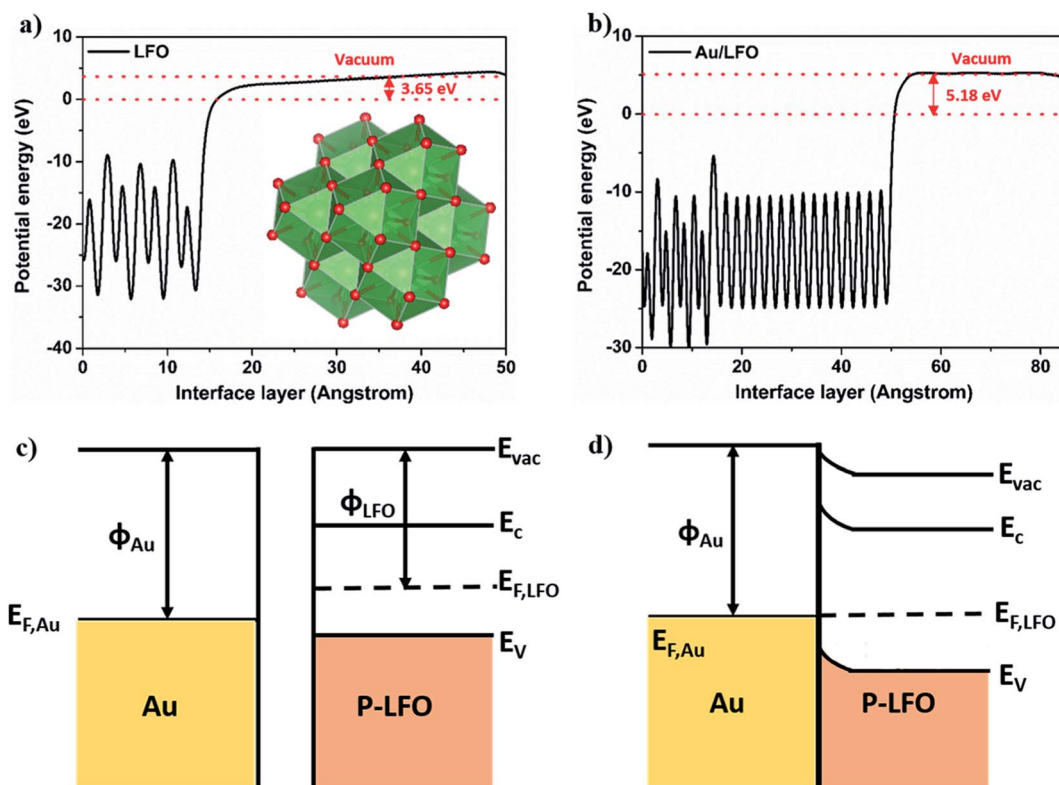 a)
LFO
Vacuum
3.65 eV
Potential energy (eV)
10
0
-10
-20
-30
-40
0 10 20 30 40 50
Interface layer (Angstrom)
b)
Au/LFO
Vacuum
5.18 eV
Potential energy (eV)
10
0
-10
-20
-30
0 20 40 60 80
Interface layer (Angstrom)
c)
Evac
ϕLFO
ϕAu
Ec
EF,LFO
EF,Au
EV
Au
P-LFO
d)
Evac
ϕAu
Ec
EF,LFO
EF,Au
EV
Au
P-LFO